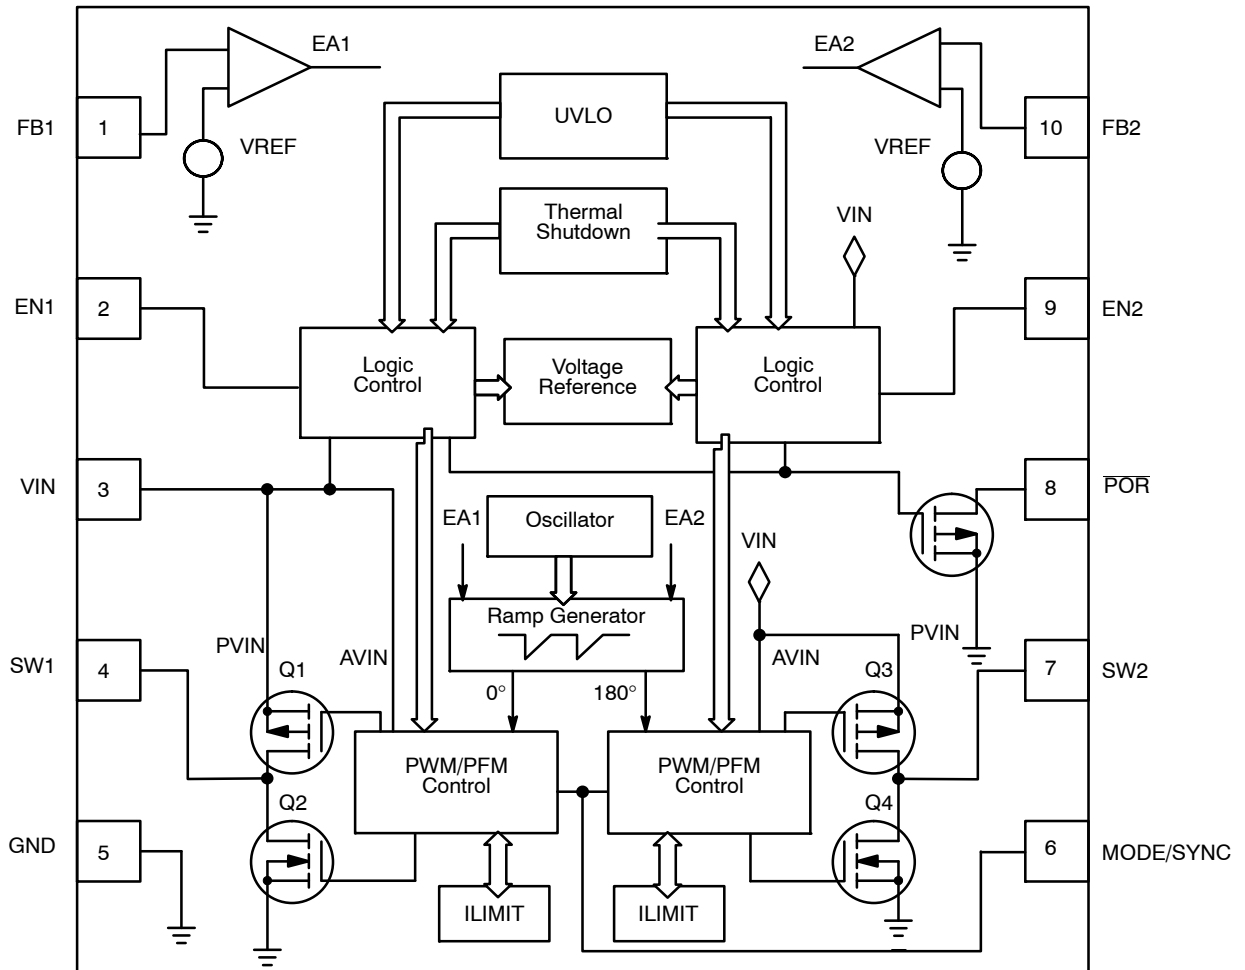 EA1
EA2
UVLO
FB1
1
10
FB2
VREF
VREF
Thermal
Shutdown
VIN
EN1
2
9
EN2
Logic
Control
Voltage
Reference
Logic
Control
VIN
3
8
POR
EA1
Oscillator
EA2
VIN
Ramp Generator
PVIN
PVIN
SW1
4
Q1
AVIN
AVIN
Q3
7
SW2
0°
180°
PWM/PFM
Control
PWM/PFM
Control
Q2
Q4
GND
5
6
MODE/SYNC
ILIMIT
ILIMIT